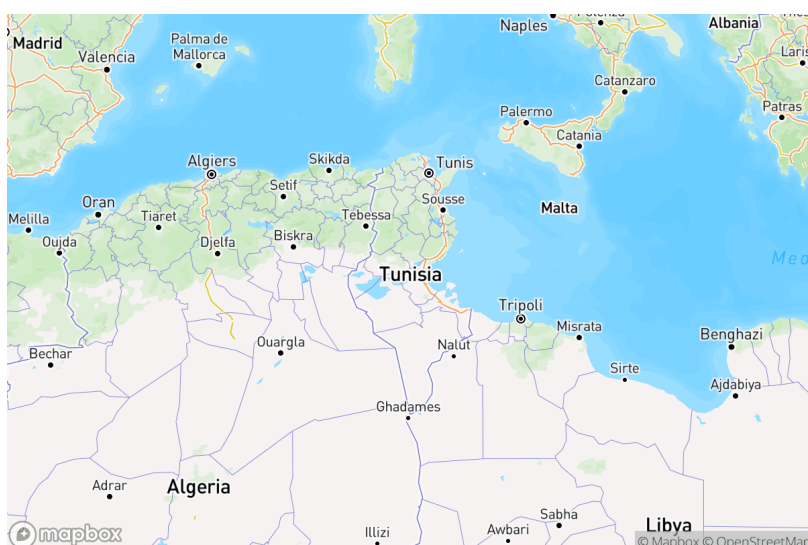 Naples
Potenza
Albania
Madrid
Palma de
Mallorca
Valencia
Catanzaro
Patras
Palermo
Catania
Algiers
Skikda
Tunis
Setif
Oran
Sousse
Malta
Melilla
Tiaret
Tebessa
Oujda
Djelfa
Biskra
Med
Tunisia
Tripoli
Misrata
Benghazi
Ouargla
Nalut
Bechar
Sirte
Ajdabiya
Ghadames
Adrar
Algeria
Sabha
Libya
Illizi
Awbari
mapbox
© Mapbox © OpenStreetMap